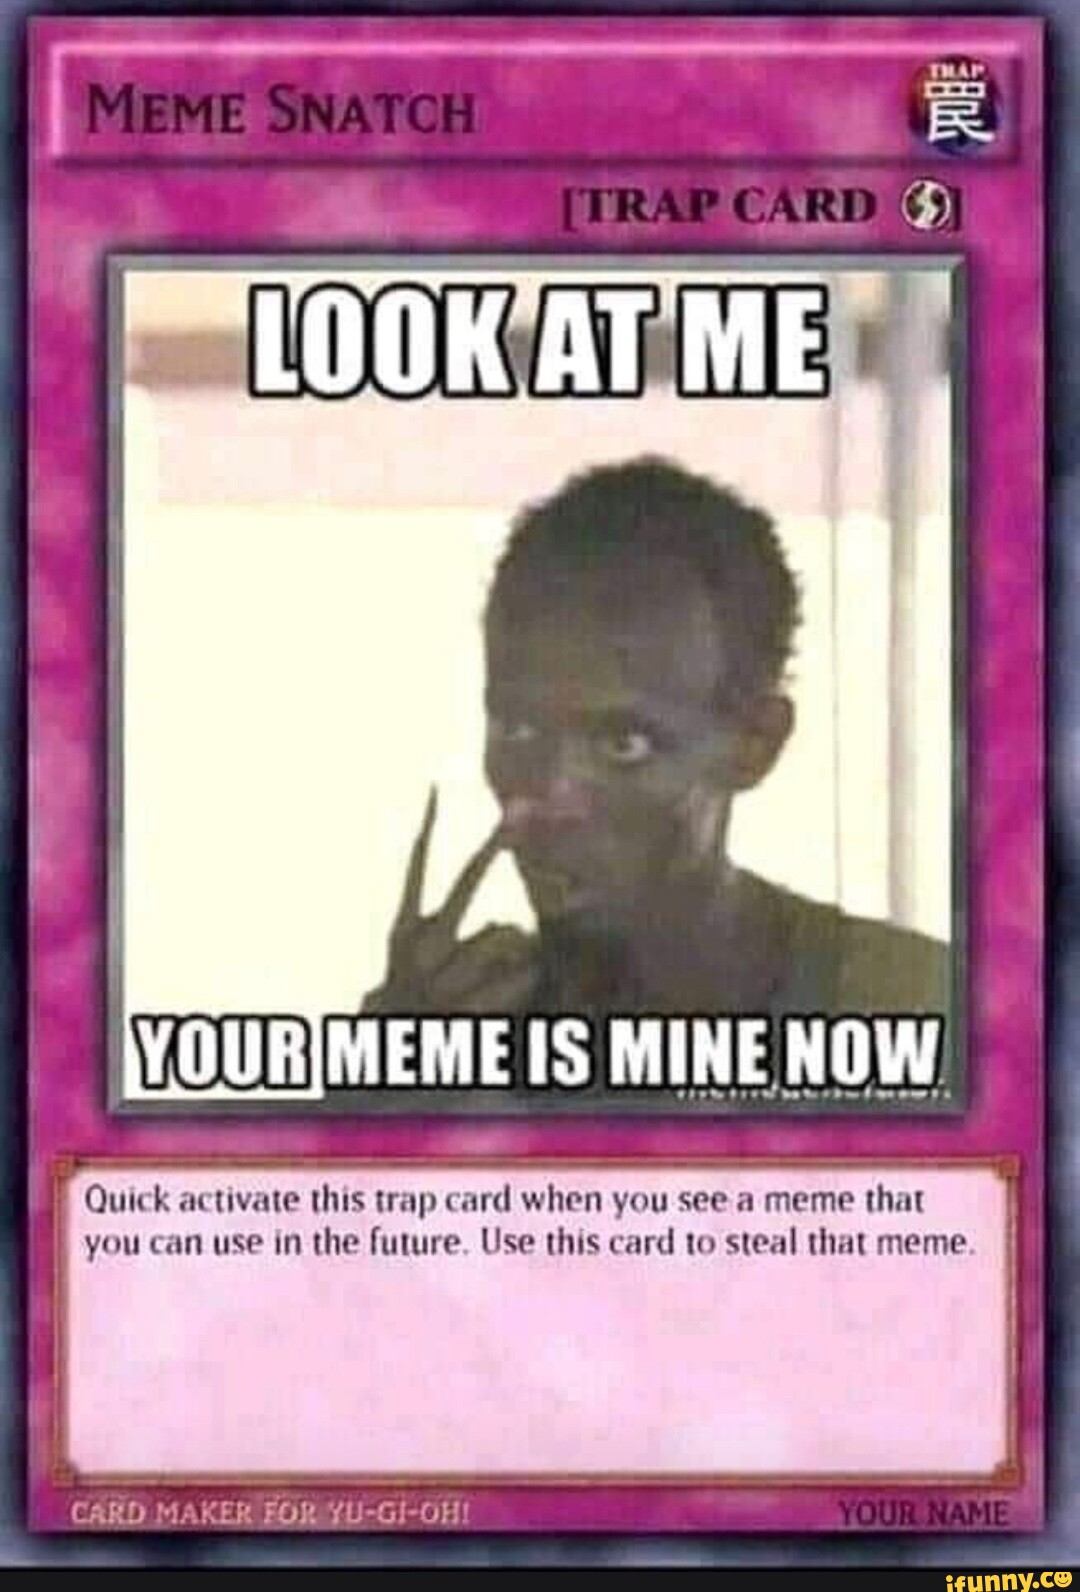 MEME SNATCH
TRAP
罠
[TRAP CARD ]
LOOK AT ME
YOUR MEME IS MINE NOW
Quick activate this trap card when you see a meme that
you can use in the future. Use this card to steal that meme.
CARD MAKER FOR YU-GI-OH! YOUR NAME
ifunny.co